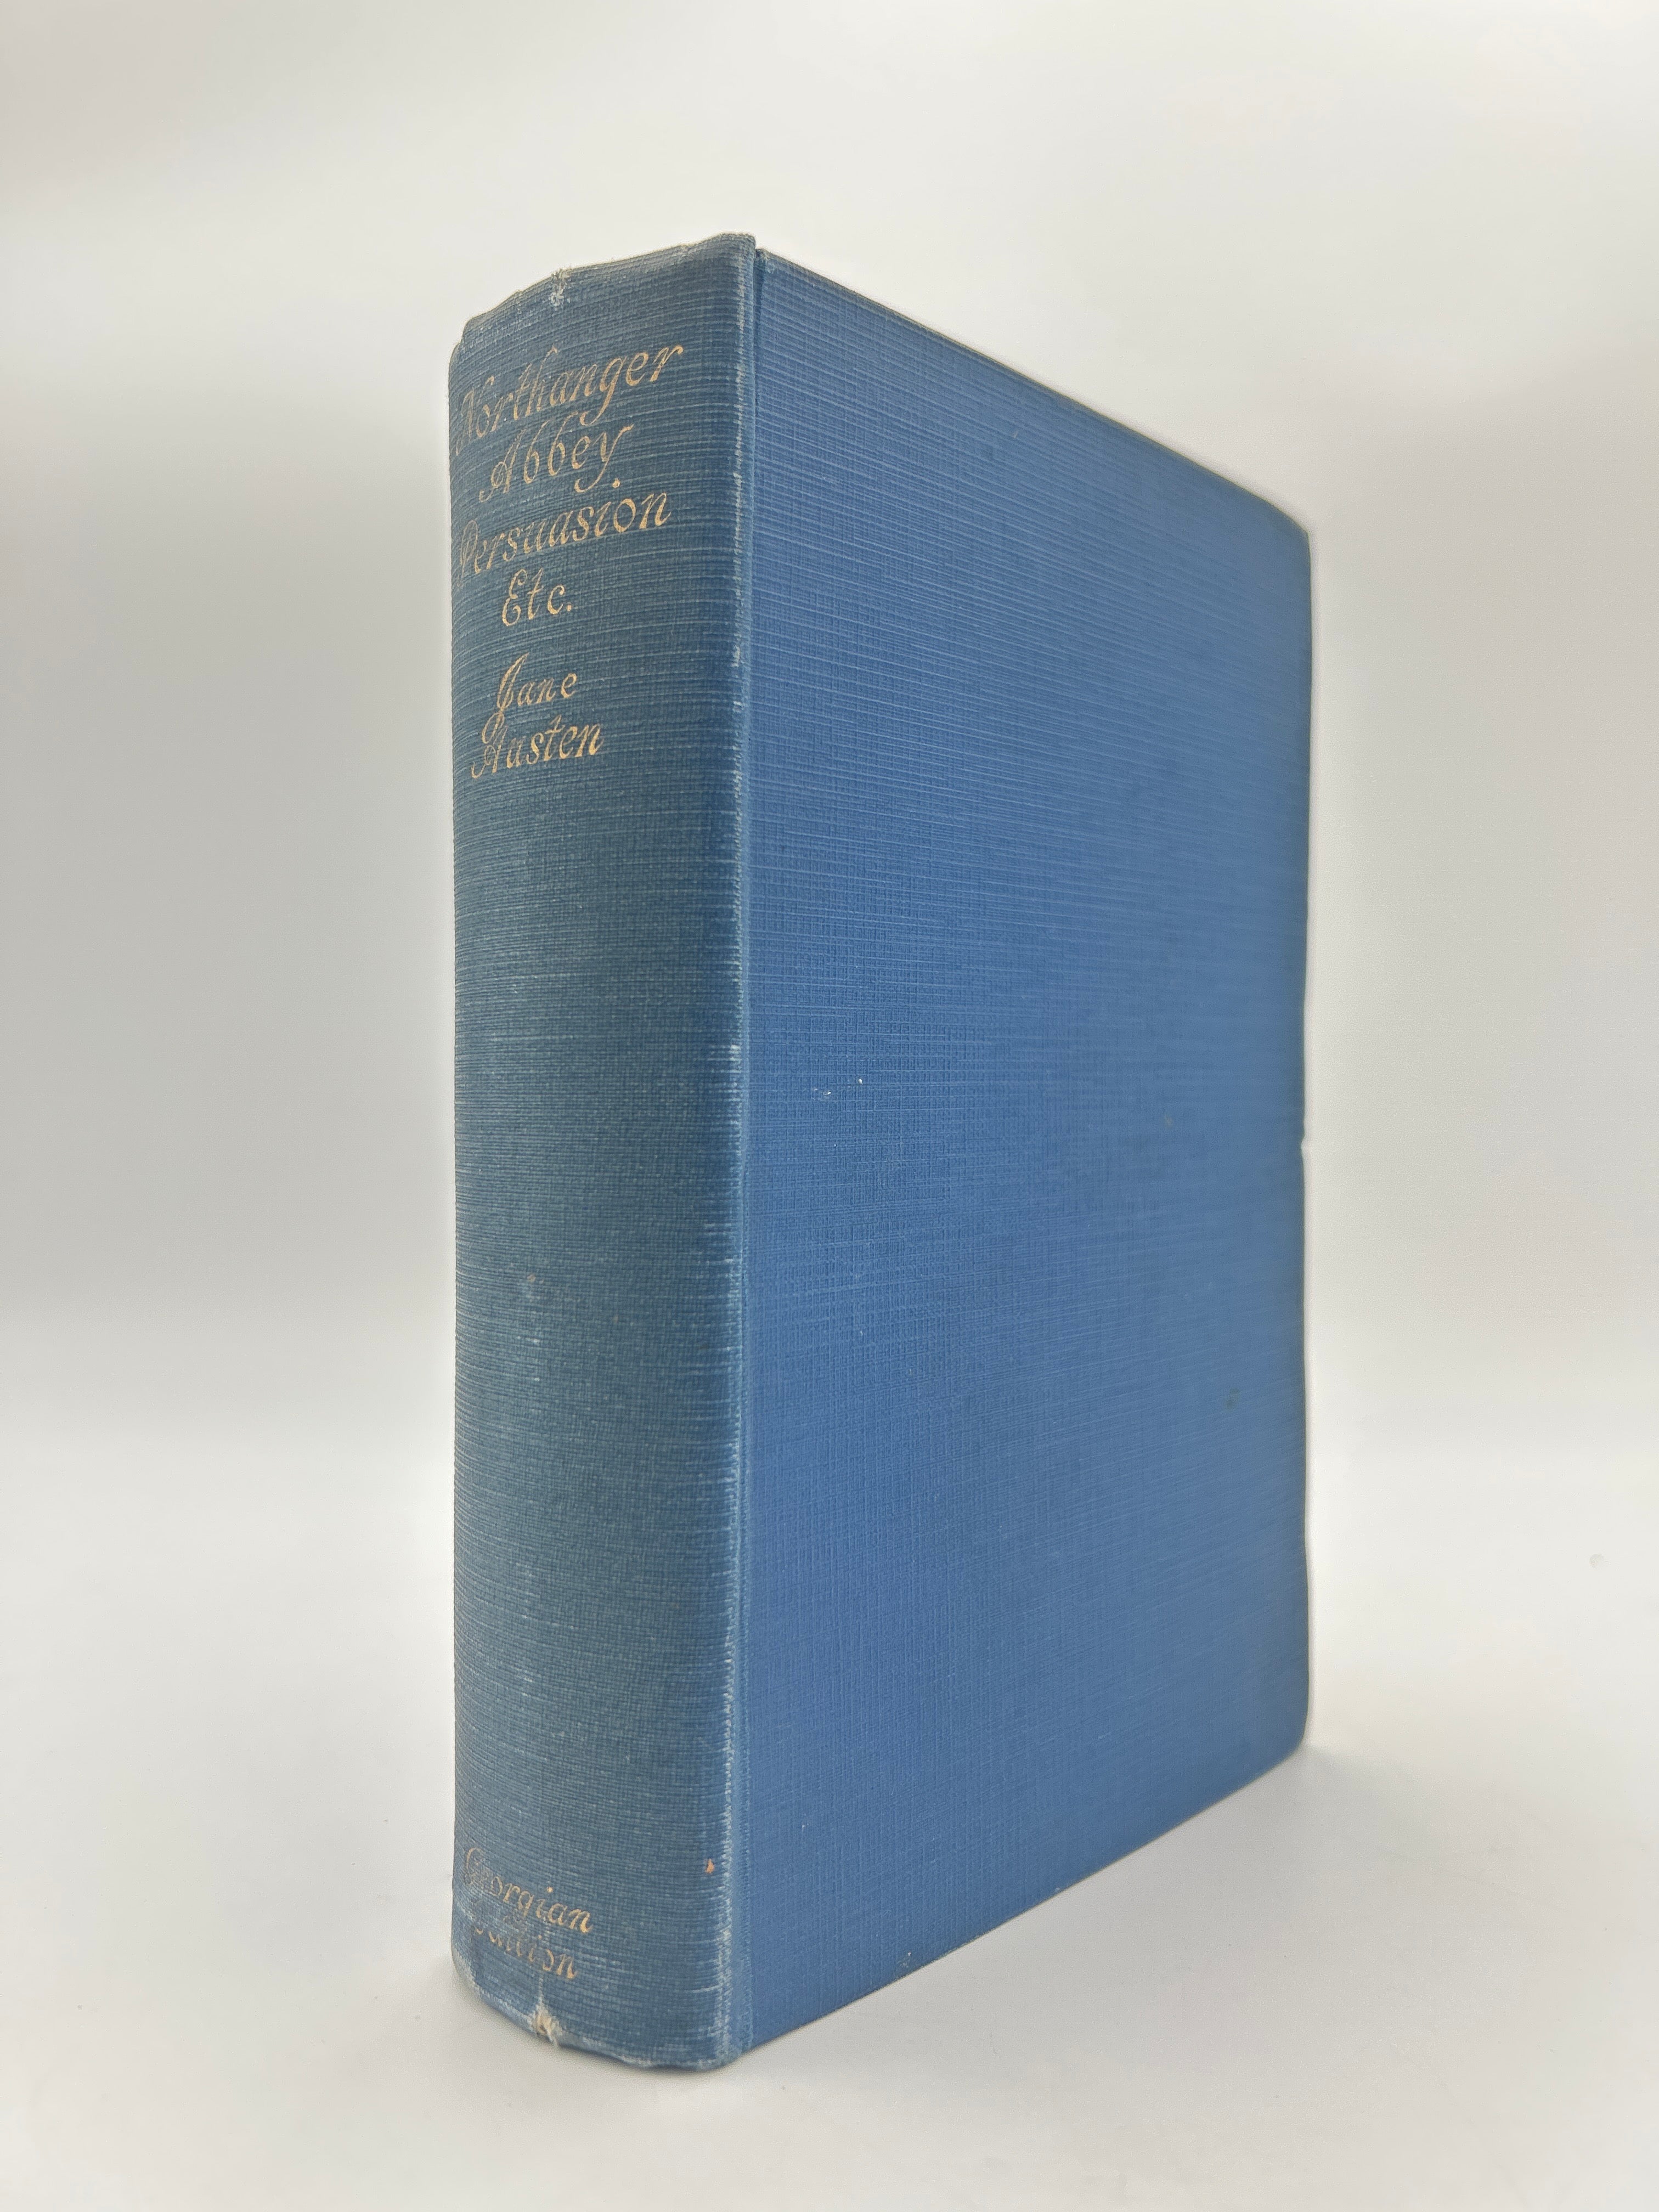 Northanger
Abbey
Persuasion
Etc.
Jane
Austen
Georgian
Edition